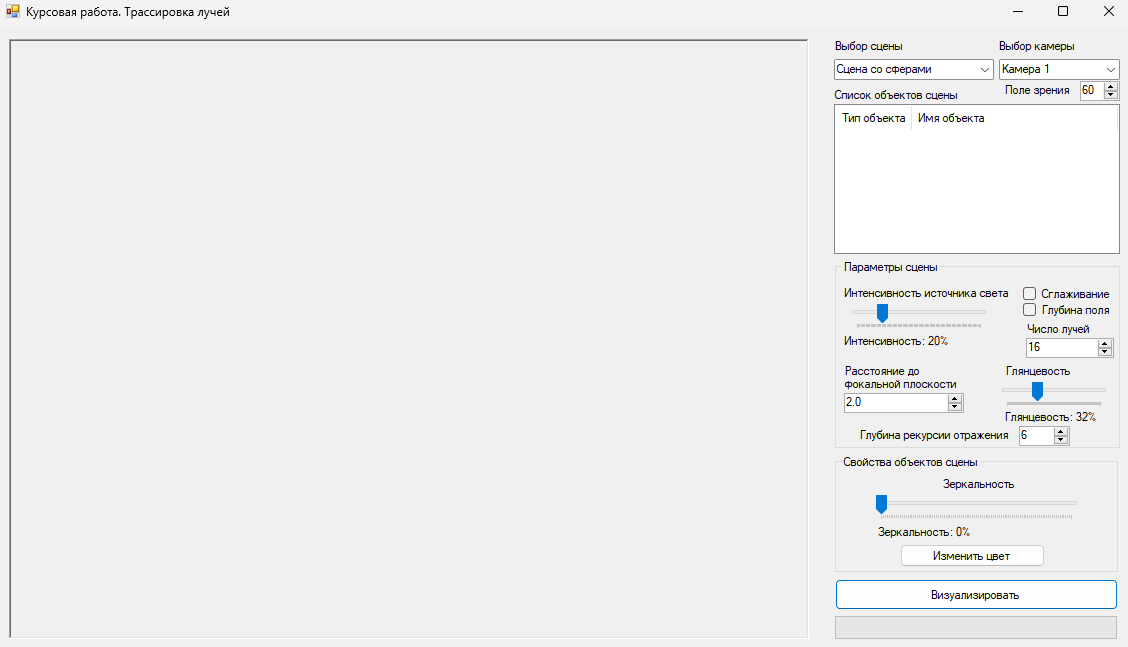 Курсовая работа. Трассировка лучей
Выбор сцены
Выбор камеры
Сцена со сферами
Камера 1
Поле зрения
60
Список объектов сцены
Тип объекта
Имя объекта
Параметры сцены
Интенсивность источника света
Сглаживание
Глубина поля
Число лучей
Интенсивность: 20%
16
Расстояние до
фокальной плоскости
Глянцевость
2.0
Глянцевость: 32%
Глубина рекурсии отражения
6
Свойства объектов сцены
Зеркальность
Зеркальность: 0%
Изменить цвет
Визуализировать